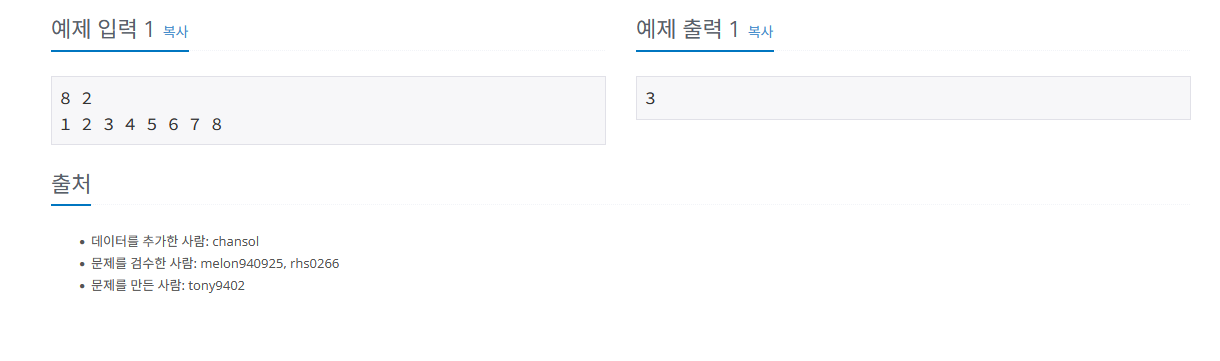 예제 입력 1 복사
8 2
1 2 3 4 5 6 7 8
예제 출력 1 복사
3
출처
데이터를 추가한 사람: chansol
문제를 검수한 사람: melon940925, rhs0266
문제를 만든 사람: tony9402